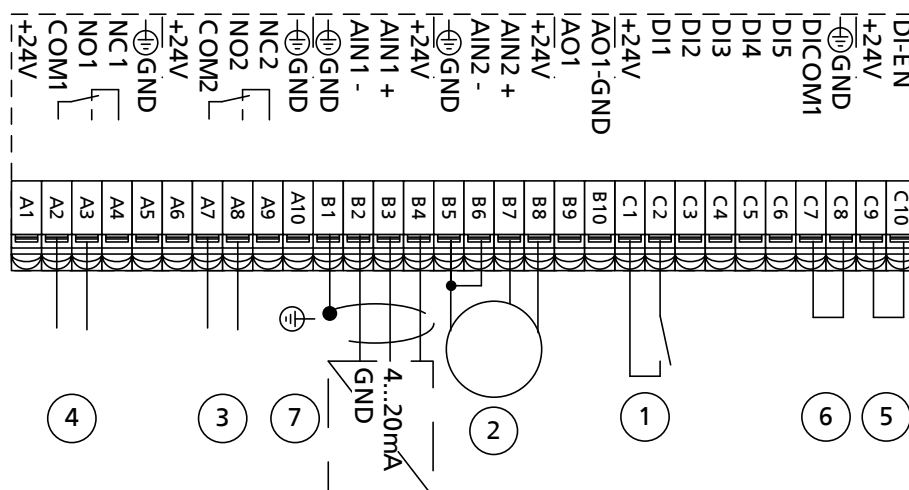 +24V
COM1
NO1
NC1
GND
+24V
COM2
NO2
NC2
GND
GND
AIN1 -
AIN1 +
+24V
GND
AIN2 -
AIN2 +
+24V
AO1
AO1-GND
+24V
DI1
DI2
DI3
DI4
DI5
DICOM1
GND
+24V
DI-EN
A1
A2
A3
A4
A5
A6
A7
A8
A9
A10
B1
B2
B3
B4
B5
B6
B7
B8
B9
B10
C1
C2
C3
C4
C5
C6
C7
C8
C9
C10
GND
4...20mA
4
3
7
2
1
6
5